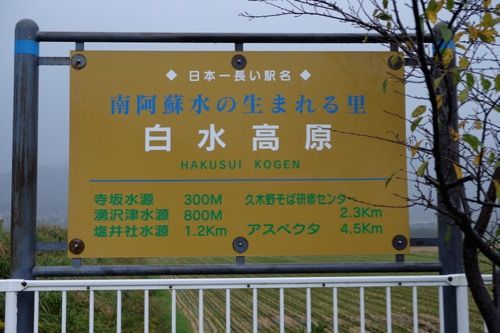 ◆ 日本一長い駅名 ◆
南阿蘇水の生まれる里
白水高原
HAKUSUI KOGEN
寺坂水源 300M 久木野そば研修センター
湧沢津水源 800M 2.3Km
塩井社水源 1.2Km アスペクタ 4.5Km